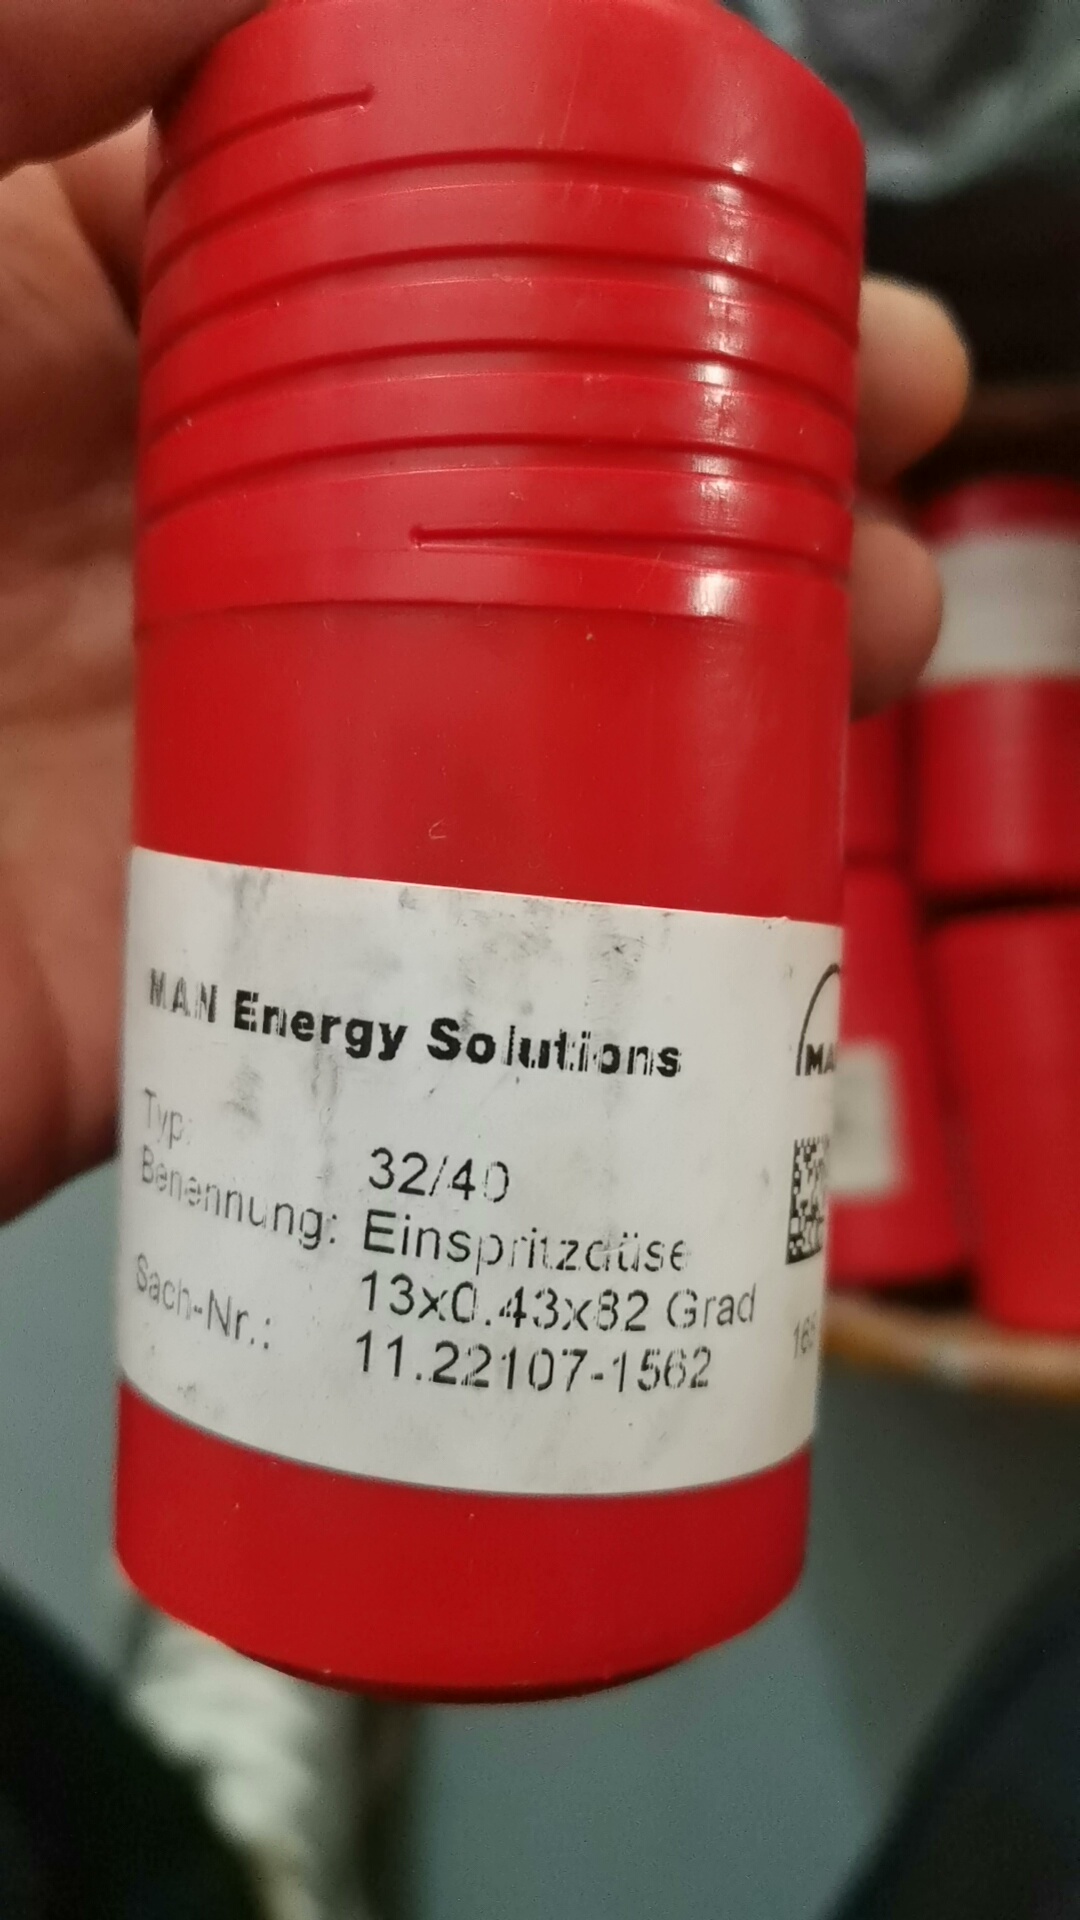 MAN Energy Solutions
Typ: 32/40
Benennung: Einspritzdüse
13x0.43x82 Grad
Sach-Nr.: 11.22107-1562